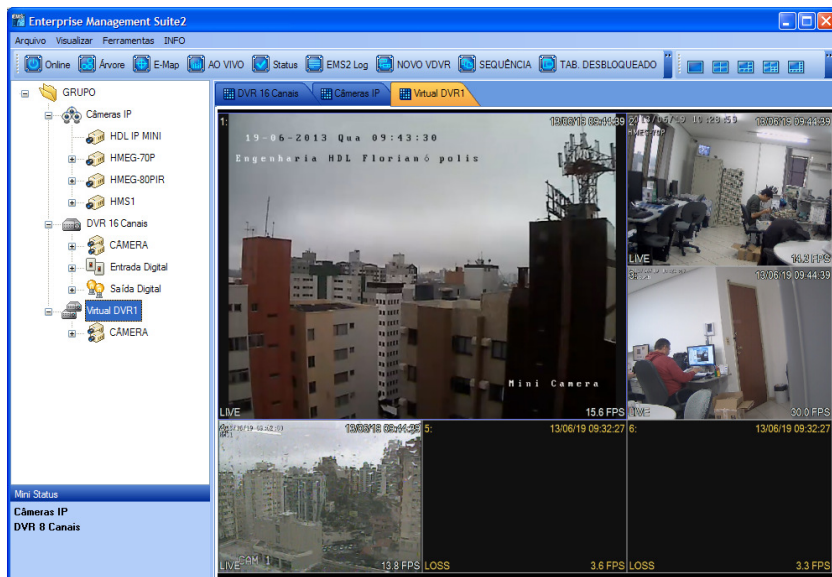 Enterprise Management Suite2
Arquivo Visualizar Ferramentas INFO
Online Árvore E-Map AO VIVO Status EMS2 Log NOVO VDVR SEQUÊNCIA TAB. DESBLOQUEADO
GRUPO
Câmeras IP
HDL IP MINI
HMEG-70P
HMEG-80PIR
HMS1
DVR 16 Canais
CÂMERA
Entrada Digital
Saída Digital
Virtual DVR1
CÂMERA
Mini Status
Câmeras IP
DVR 8 Canais
DVR 16 Canais Câmeras IP Virtual DVR1
1: 13/06/19 09:44:39
19-06-2013 Qua 09:43:30
Engenharia HDL Florianó polis
Mini Camera
LIVE 15.6 FPS
2: 13/06/19 09:44:39
HMEG-70P
LIVE 14.3 FPS
3: 13/06/19 09:44:39
LIVE 30.0 FPS
4: 13/06/19 09:44:39
CAM 1
LIVE 13.8 FPS
5: 13/06/19 09:32:27
LOSS 3.6 FPS
6: 13/06/19 09:32:27
LOSS 3.3 FPS